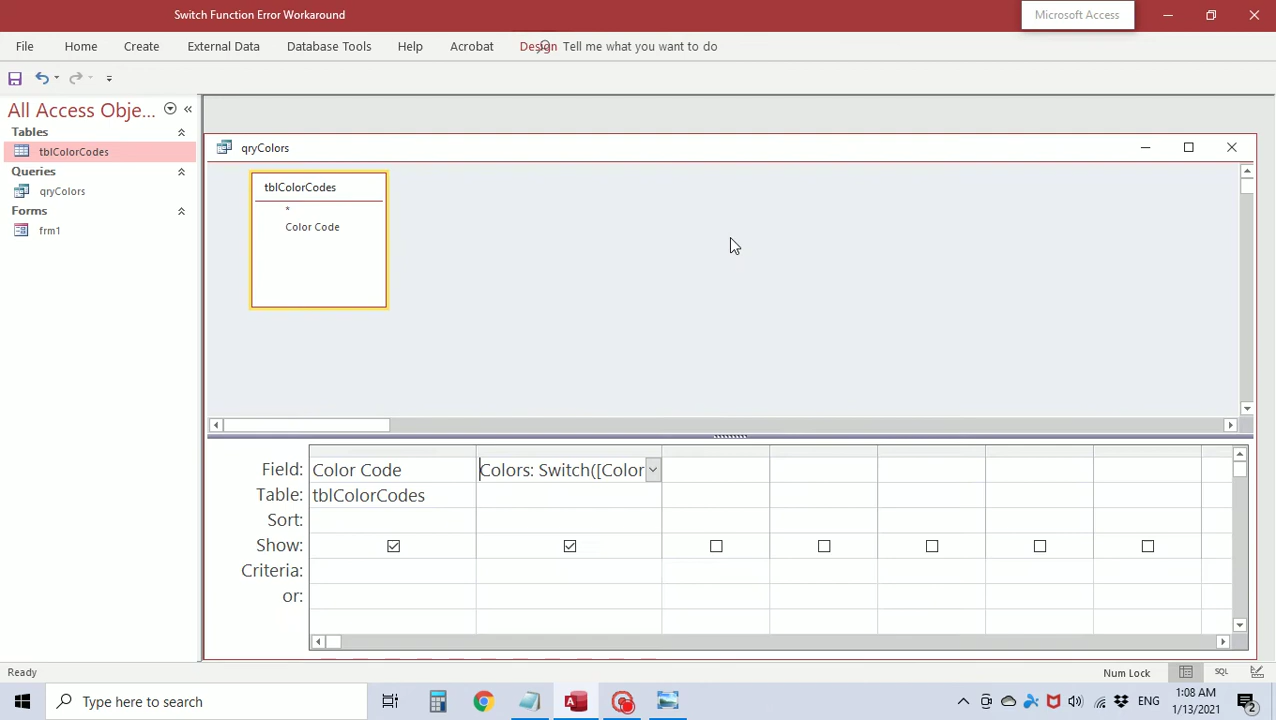 Switch Function Error Workaround
Microsoft Access
File Home Create External Data Database Tools Help Acrobat Design Tell me what you want to do
All Access Obje...
Tables
tblColorCodes
Queries
qryColors
Forms
frm1
qryColors
tblColorCodes
*
Color Code
Field: Color Code Colors: Switch([Color
Table: tblColorCodes
Sort:
Show:
Criteria:
or:
Ready
Num Lock
SQL
Type here to search
ENG
1:08 AM
1/13/2021
2